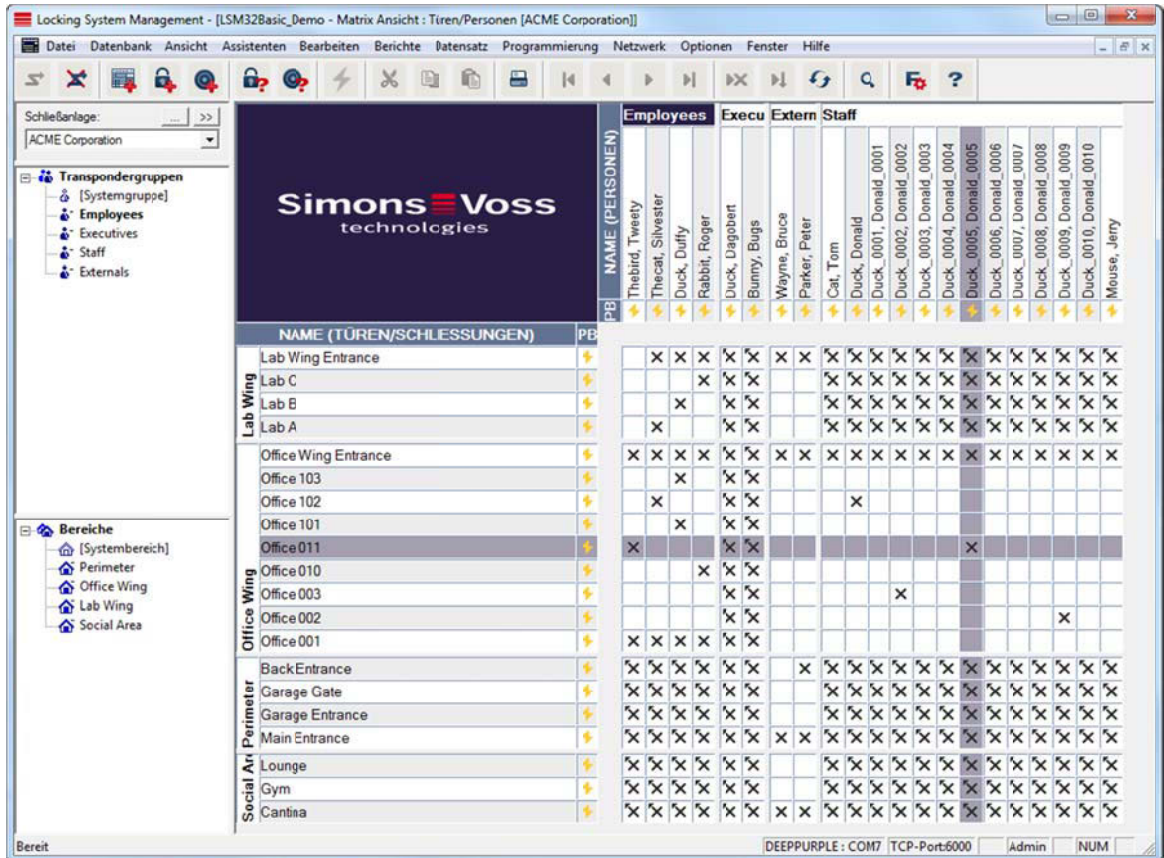 Locking System Management - [LSM32Basic_Demo - Matrix Ansicht : Türen/Personen [ACME Corporation]]
Datei Datenbank Ansicht Assistenten Bearbeiten Berichte Datensatz Programmierung Netzwerk Optionen Fenster Hilfe
Schließanlage: ... >>
ACME Corporation
Transpondergruppen
[Systemgruppe]
Employees
Executives
Staff
Externals
Bereiche
[Systembereich]
Perimeter
Office Wing
Lab Wing
Social Area
Simons Voss
technologies
Employees Execu Extern Staff
NAME (PERSONEN)
Thebird, Tweety
Thecat, Silvester
Duck, Duffy
Rabbit, Roger
Duck, Dagobert
Bunny, Bugs
Wayne, Bruce
Parker, Peter
Cat, Tom
Duck, Donald
Duck_0001, Donald_0001
Duck_0002, Donald_0002
Duck_0003, Donald_0003
Duck_0004, Donald_0004
Duck_0005, Donald_0005
Duck_0006, Donald_0006
Duck_0007, Donald_0007
Duck_0008, Donald_0008
Duck_0009, Donald_0009
Duck_0010, Donald_0010
Mouse, Jerry
PB
NAME (TÜREN/SCHLIESSUNGEN) PB
Lab Wing
Lab Wing Entrance
Lab C
Lab B
Lab A
Office Wing
Office Wing Entrance
Office 103
Office 102
Office 101
Office 011
Office 010
Office 003
Office 002
Office 001
Perimeter
Back Entrance
Garage Gate
Garage Entrance
Main Entrance
Social Are
Lounge
Gym
Cantina
Bereit
DEEPPURPLE : COM7 TCP-Port:6000 Admin NUM